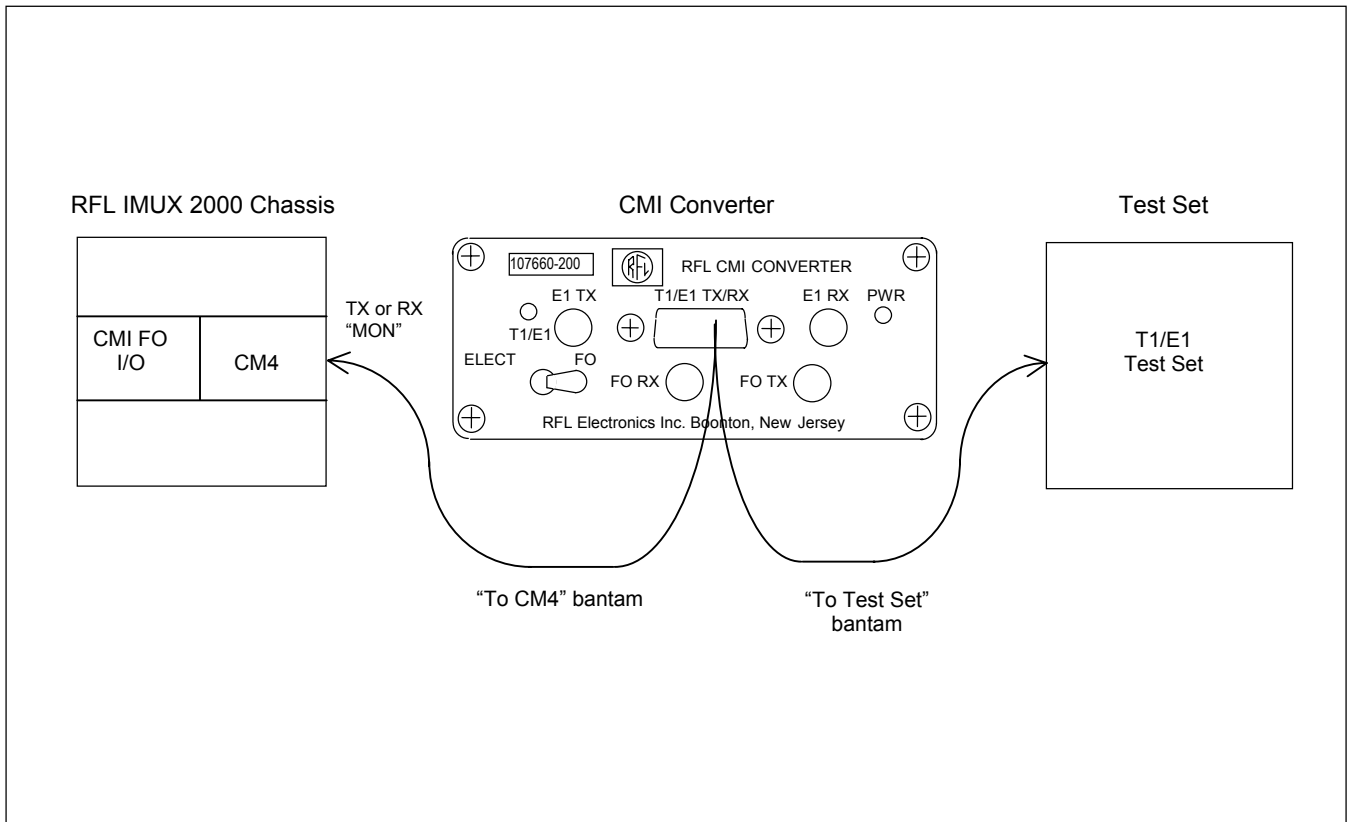 RFL IMUX 2000 Chassis
CMI Converter
Test Set
TX or RX
“MON”
CMI FO
I/O
CM4
107660-200
RFL
RFL CMI CONVERTER
E1 TX
T1/E1 TX/RX
E1 RX
PWR
T1/E1
ELECT
FO
FO RX
FO TX
RFL Electronics Inc. Boonton, New Jersey
T1/E1
Test Set
“To CM4” bantam
“To Test Set”
bantam